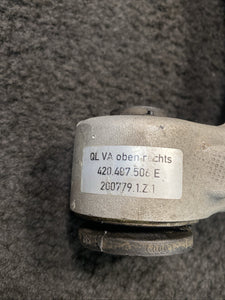 QL VA oben rechts
420.407.506 E
200779.1.Z.1